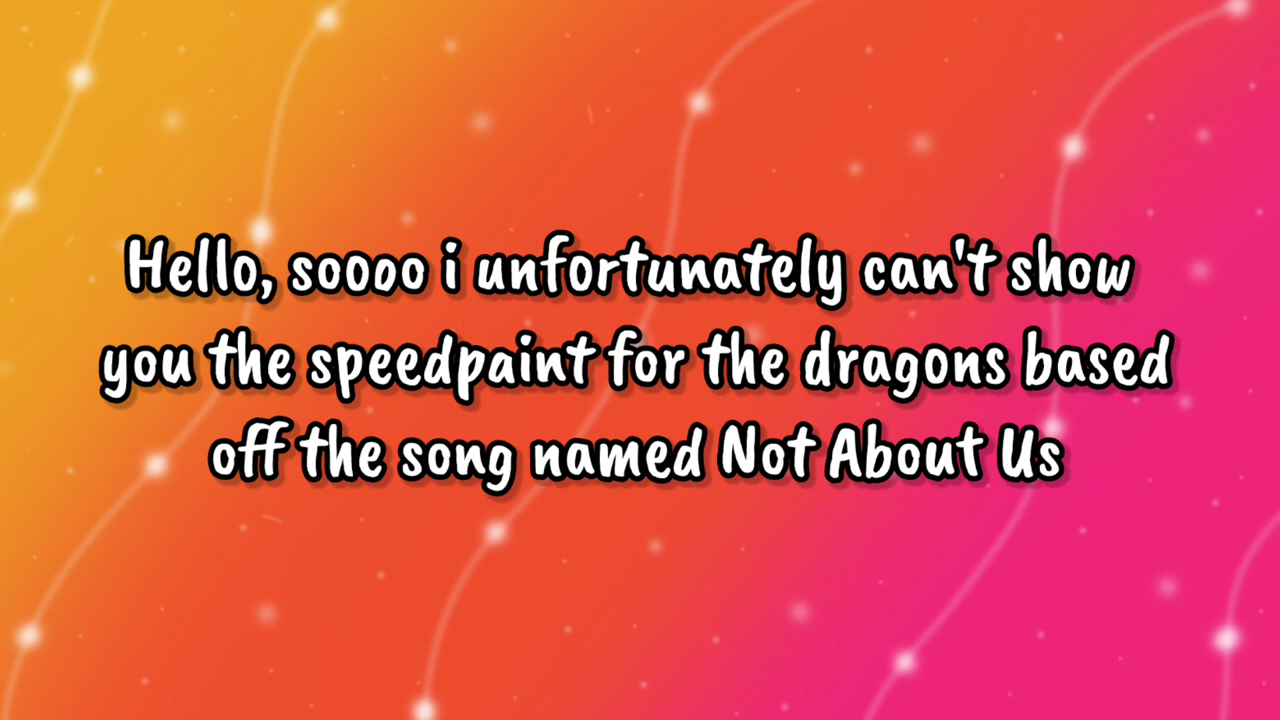 Hello, soooo i unfortunately can't show
you the speedpaint for the dragons based
off the song named Not About Us